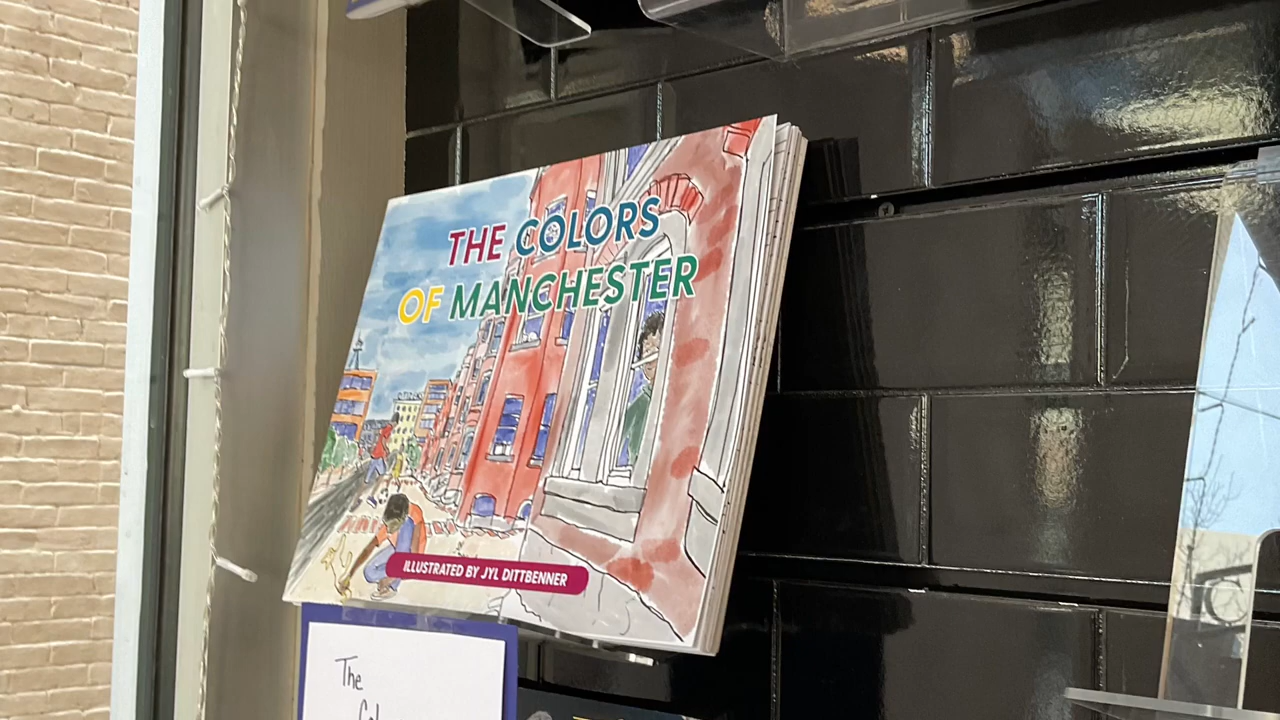 THE COLORS
OF MANCHESTER
ILLUSTRATED BY JYL DITTBENNER
The